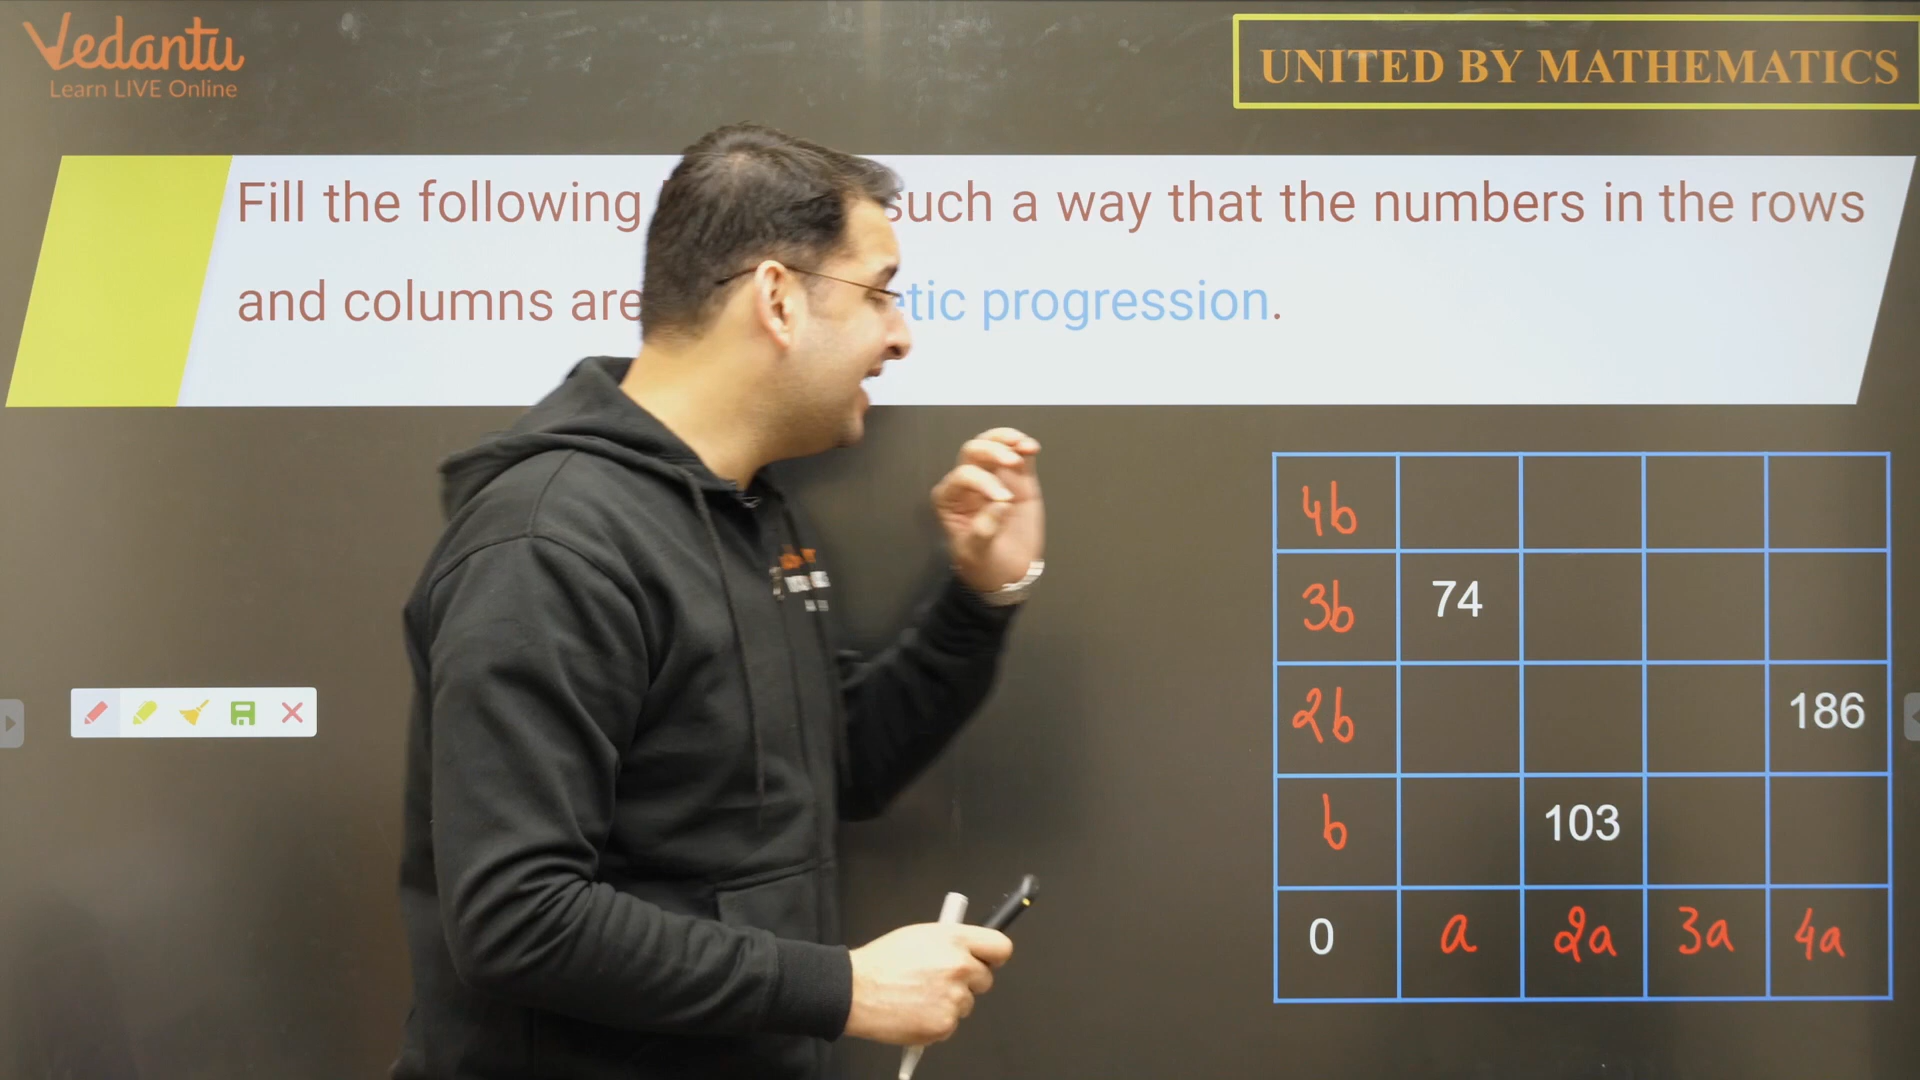 Vedantu
Learn LIVE Online
UNITED BY MATHEMATICS
Fill the following such a way that the numbers in the rows
and columns are progression.
4b
3b 74
2b 186
b 103
0 a 2a 3a 4a